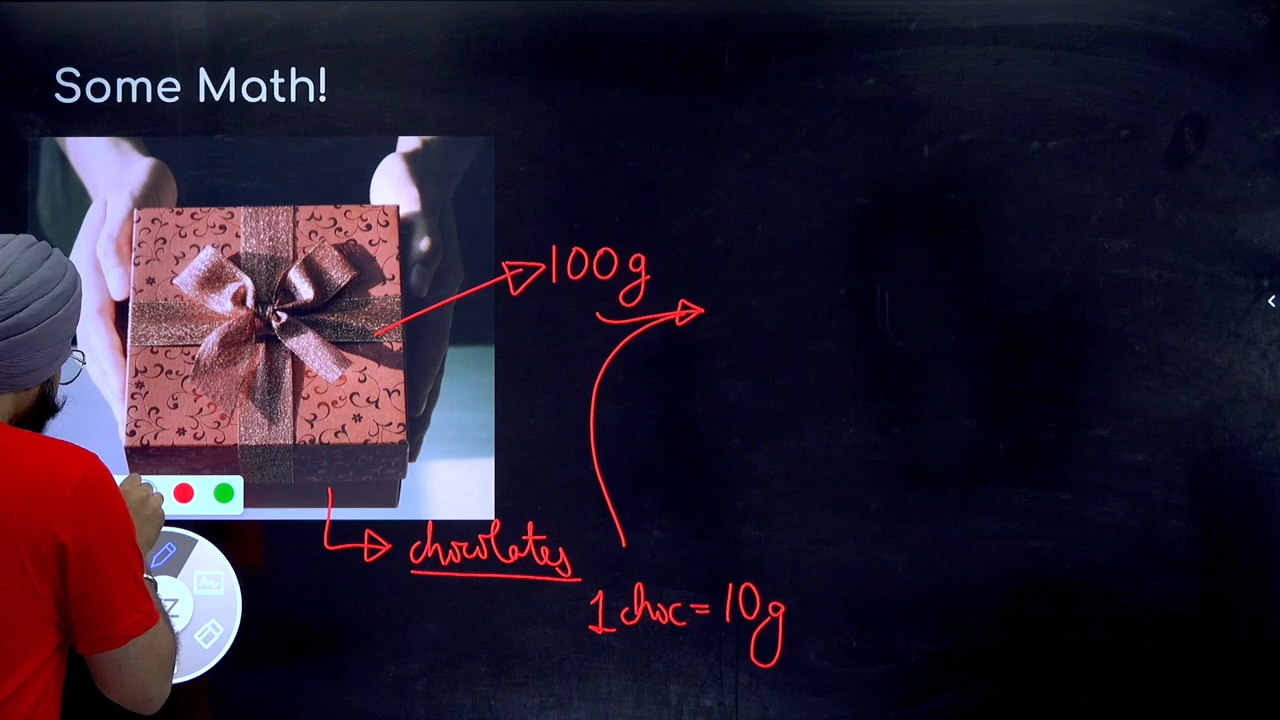 Some Math!
100g
chocolates
1 choc = 10g